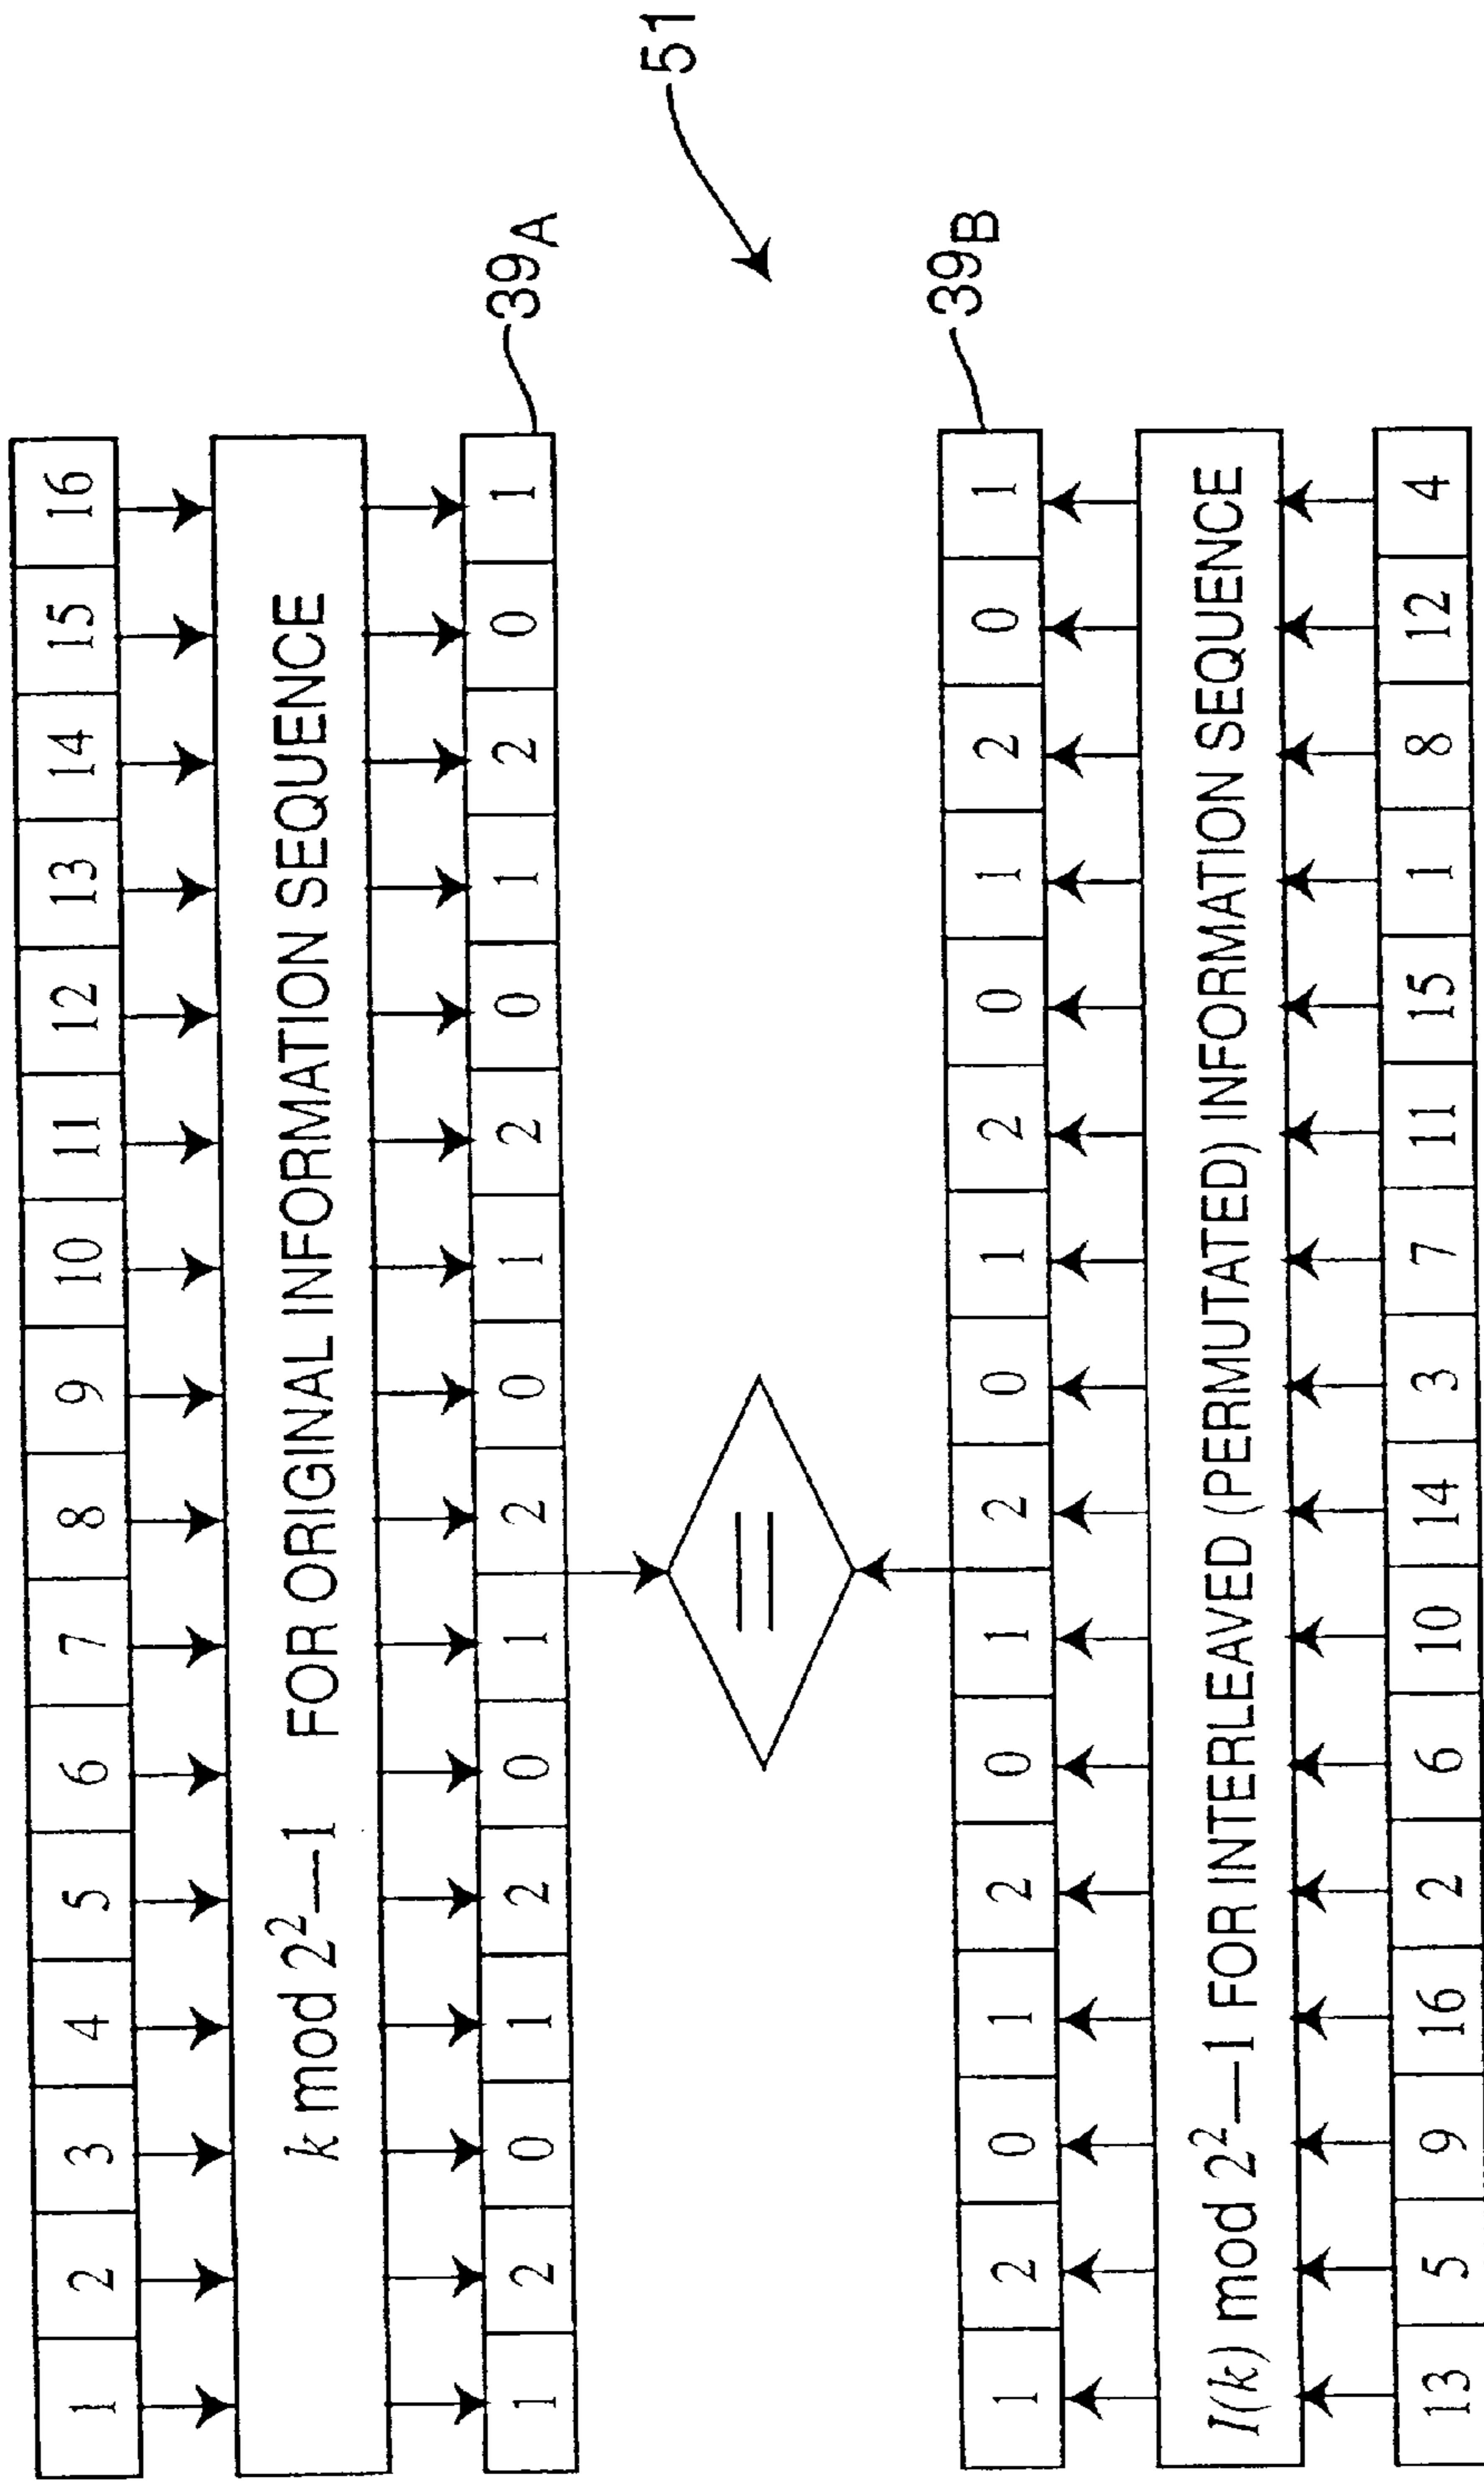 1 2 3 4 5 6 7 8 9 10 11 12 13 14 15 16
k mod 2²—1 FOR ORIGINAL INFORMATION SEQUENCE
1 2 0 1 2 0 1 2 0 1 2 0 1 2 0 1
39A
=
51
39B
1 2 0 1 2 0 1 2 0 1 2 0 1 2 0 1
I(k) mod 2²—1 FOR INTERLEAVED (PERMUTATED) INFORMATION SEQUENCE
13 5 9 16 2 6 10 14 3 7 11 15 1 8 12 4